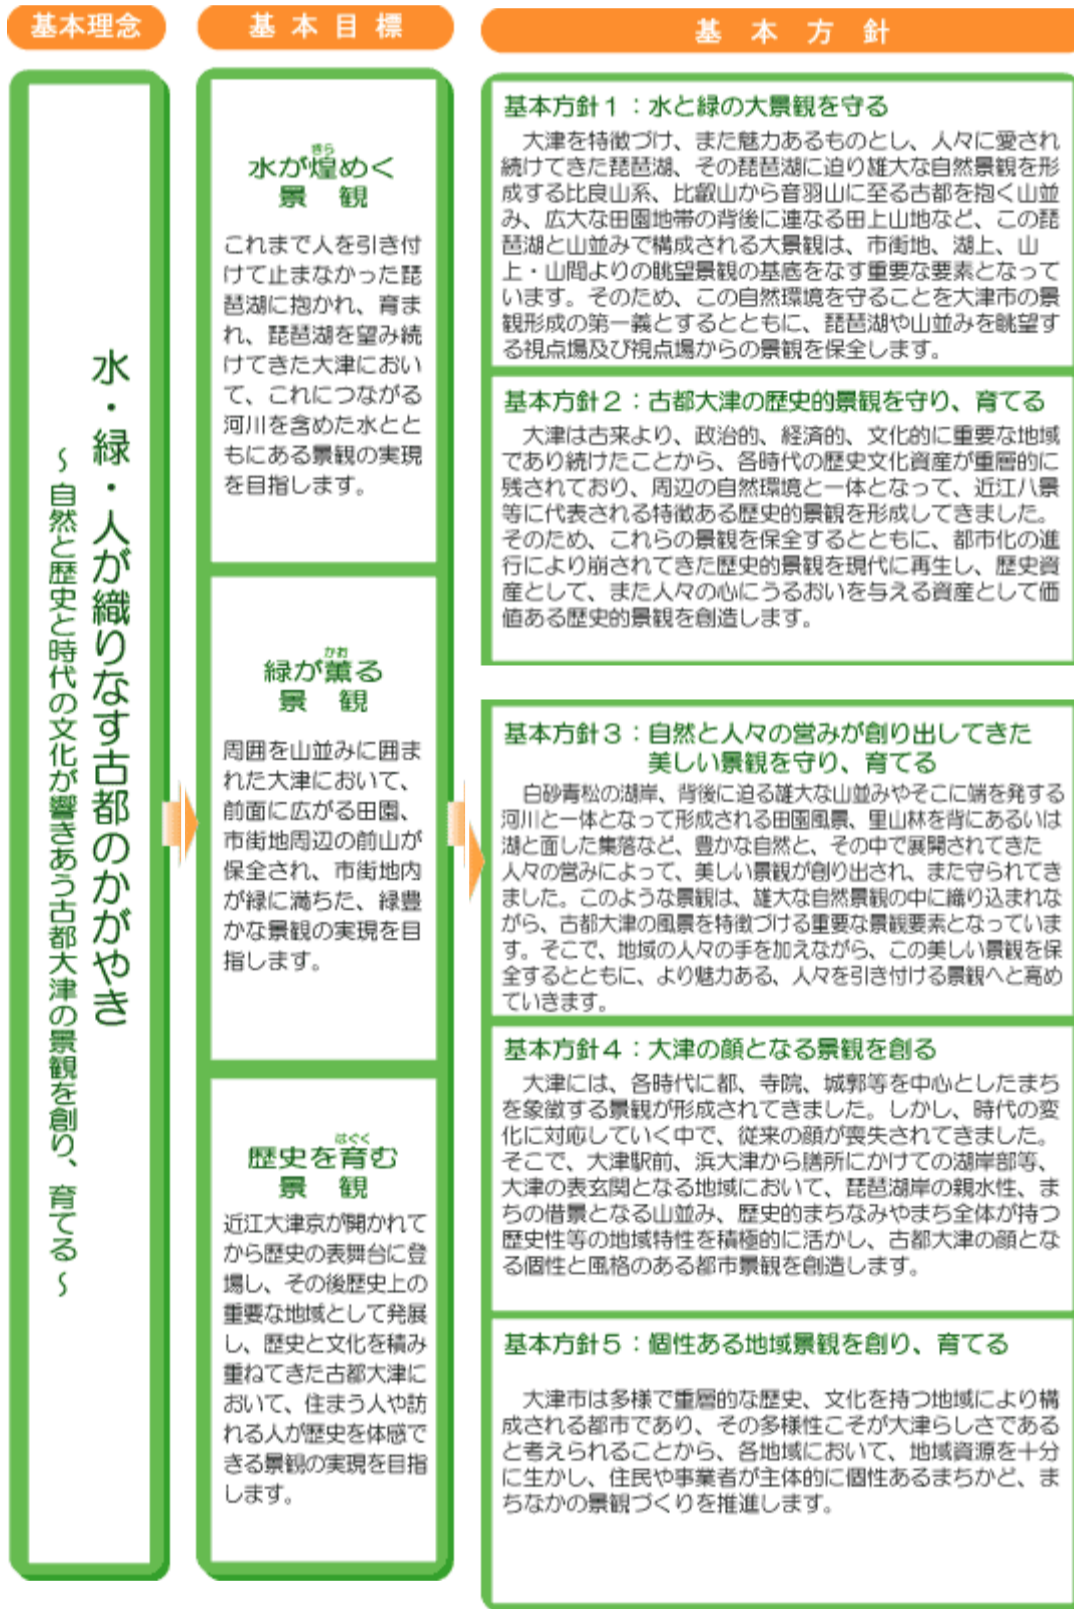 基本理念
水・緑・人が織りなす古都のかがやき
～自然と歴史と時代の文化が響きあう古都大津の景観を創り、育てる～
基本目標
きら
水が煌めく
景 観
これまで人を引き付
けて止まなかった琵
琶湖に抱かれ、育ま
れ、琵琶湖を望み続
けてきた大津におい
て、これにつながる
河川を含めた水とと
もにある景観の実現
を目指します。
かお
緑が薫る
景 観
周囲を山並みに囲ま
れた大津において、
前面に広がる田園、
市街地周辺の前山が
保全され、市街地内
が緑に満ちた、緑豊
かな景観の実現を目
指します。
はぐく
歴史を育む
景 観
近江大津京が開かれて
から歴史の表舞台に登
場し、その後歴史上の
重要な地域として発展
し、歴史と文化を積み
重ねてきた古都大津に
おいて、住まう人や訪
れる人が歴史を体感で
きる景観の実現を目指
します。
基本方針
基本方針１：水と緑の大景観を守る
大津を特徴づけ、また魅力あるものとし、人々に愛され
続けてきた琵琶湖、その琵琶湖に迫り雄大な自然景観を形
成する比良山系、比叡山から音羽山に至る古都を抱く山並
み、広大な田園地帯の背後に連なる田上山地など、この琵
琶湖と山並みで構成される大景観は、市街地、湖上、山
上・山間よりの眺望景観の基底をなす重要な要素となって
います。そのため、この自然環境を守ることを大津市の景
観形成の第一義とするとともに、琵琶湖や山並みを眺望す
る視点場及び視点場からの景観を保全します。
基本方針２：古都大津の歴史的景観を守り、育てる
大津は古来より、政治的、経済的、文化的に重要な地域
であり続けたことから、各時代の歴史文化資産が重層的に
残されており、周辺の自然環境と一体となって、近江八景
等に代表される特徴ある歴史的景観を形成してきました。
そのため、これらの景観を保全するとともに、都市化の進
行により崩されてきた歴史的景観を現代に再生し、歴史資
産として、また人々の心にうるおいを与える資産として価
値ある歴史的景観を創造します。
基本方針３：自然と人々の営みが創り出してきた
美しい景観を守り、育てる
白砂青松の湖岸、背後に迫る雄大な山並みやそこに端を発する
河川と一体となって形成される田園風景、里山林を背にあるいは
湖と面した集落など、豊かな自然と、その中で展開されてきた
人々の営みによって、美しい景観が創り出され、また守られてき
ました。このような景観は、雄大な自然景観の中に織り込まれな
がら、古都大津の風景を特徴づける重要な景観要素となっていま
す。そこで、地域の人々の手を加えながら、この美しい景観を保
全するとともに、より魅力ある、人々を引き付ける景観へと高め
ていきます。
基本方針４：大津の顔となる景観を創る
大津には、各時代に都、寺院、城郭等を中心としたまち
を象徴する景観が形成されてきました。しかし、時代の変
化に対応していく中で、従来の顔が喪失されてきました。
そこで、大津駅前、浜大津から膳所にかけての湖岸部等、
大津の表玄関となる地域において、琵琶湖岸の親水性、ま
ちの借景となる山並み、歴史的まちなみやまち全体が持つ
歴史性等の地域特性を積極的に活かし、古都大津の顔とな
る個性と風格のある都市景観を創造します。
基本方針５：個性ある地域景観を創り、育てる
大津市は多様で重層的な歴史、文化を持つ地域により構
成される都市であり、その多様性こそが大津らしさである
と考えられることから、各地域において、地域資源を十分
に生かし、住民や事業者が主体的に個性あるまちかど、ま
ちなかの景観づくりを推進します。